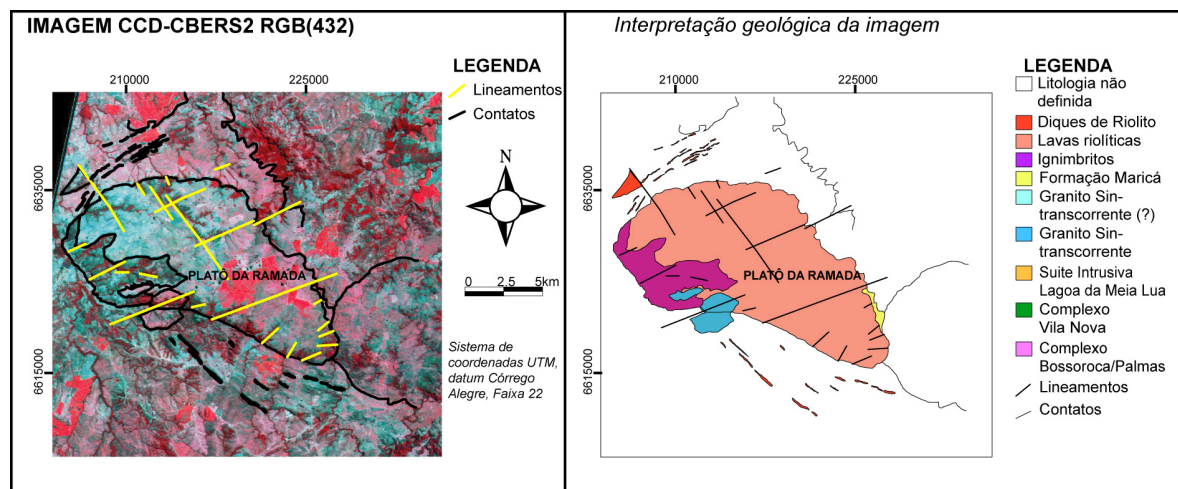 IMAGEM CCD-CBERS2 RGB(432)
210000
225000
6635000
6615000
PLATÔ DA RAMADA
LEGENDA
Lineamentos
Contatos
N
0
2,5
5km
Sistema de
coordenadas UTM,
datum Córrego
Alegre, Faixa 22
Interpretação geológica da imagem
210000
225000
6635000
6615000
PLATÔ DA RAMADA
LEGENDA
Litologia não
definida
Diques de Riolito
Lavas riolíticas
Ignimbritos
Formação Maricá
Granito Sin-
transcorrente (?)
Granito Sin-
transcorrente
Suite Intrusiva
Lagoa da Meia Lua
Complexo
Vila Nova
Complexo
Bossoroca/Palmas
Lineamentos
Contatos